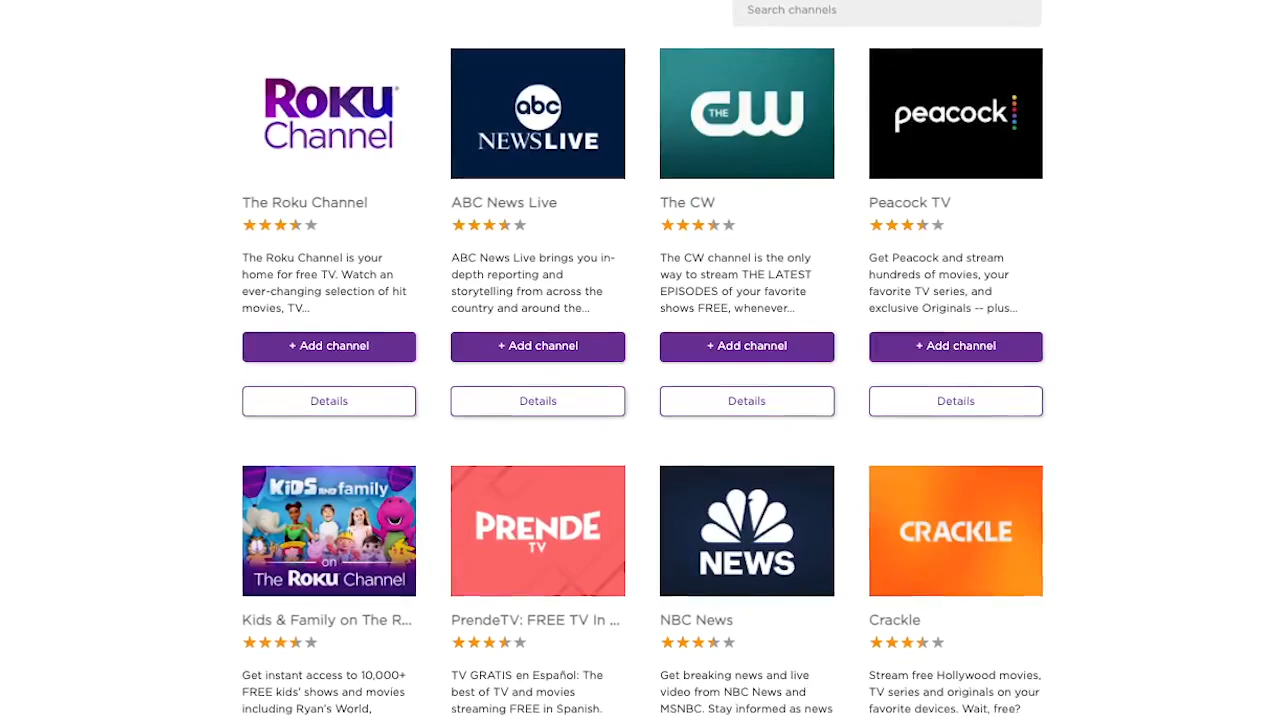 Search channels
ROKU
Channel
abc
NEWS LIVE
THE CW
peacock
The Roku Channel
ABC News Live
The CW
Peacock TV
The Roku Channel is your
home for free TV. Watch an
ever-changing selection of hit
movies, TV...
ABC News Live brings you in-
depth reporting and
storytelling from across the
country and around the...
The CW channel is the only
way to stream THE LATEST
EPISODES of your favorite
shows FREE, whenever...
Get Peacock and stream
hundreds of movies, your
favorite TV series, and
exclusive Originals -- plus...
+ Add channel
+ Add channel
+ Add channel
+ Add channel
Details
Details
Details
Details
KiDS AND family
on
The ROKU Channel
PRENDE
TV
NEWS
CRACKLE
Kids & Family on The R...
PrendeTV: FREE TV In ...
NBC News
Crackle
Get instant access to 10,000+
FREE kids' shows and movies
including Ryan's World,
TV GRATIS en Español: The
best of TV and movies
streaming FREE in Spanish.
Get breaking news and live
video from NBC News and
MSNBC. Stay informed as news
Stream free Hollywood movies,
TV series and originals on your
favorite devices. Wait, free?